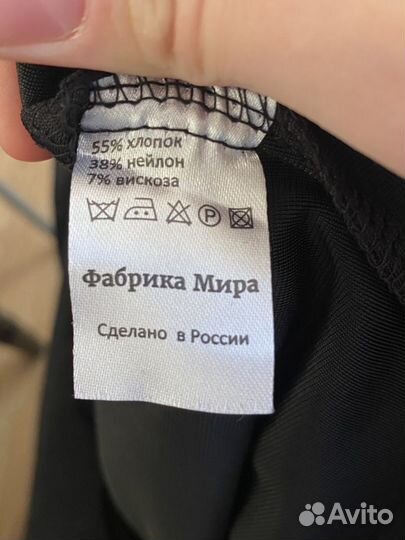 55% хлопок
38% нейлон
7% вискоза
P
Фабрика Мира
Сделано в России
Avito